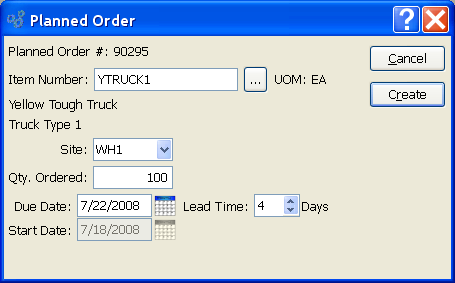 Planned Order
Planned Order #: 90295
Cancel
Item Number: YTRUCK1 ... UOM: EA
Create
Yellow Tough Truck
Truck Type 1
Site: WH1
Qty. Ordered: 100
Due Date: 7/22/2008 Lead Time: 4 Days
Start Date: 7/18/2008